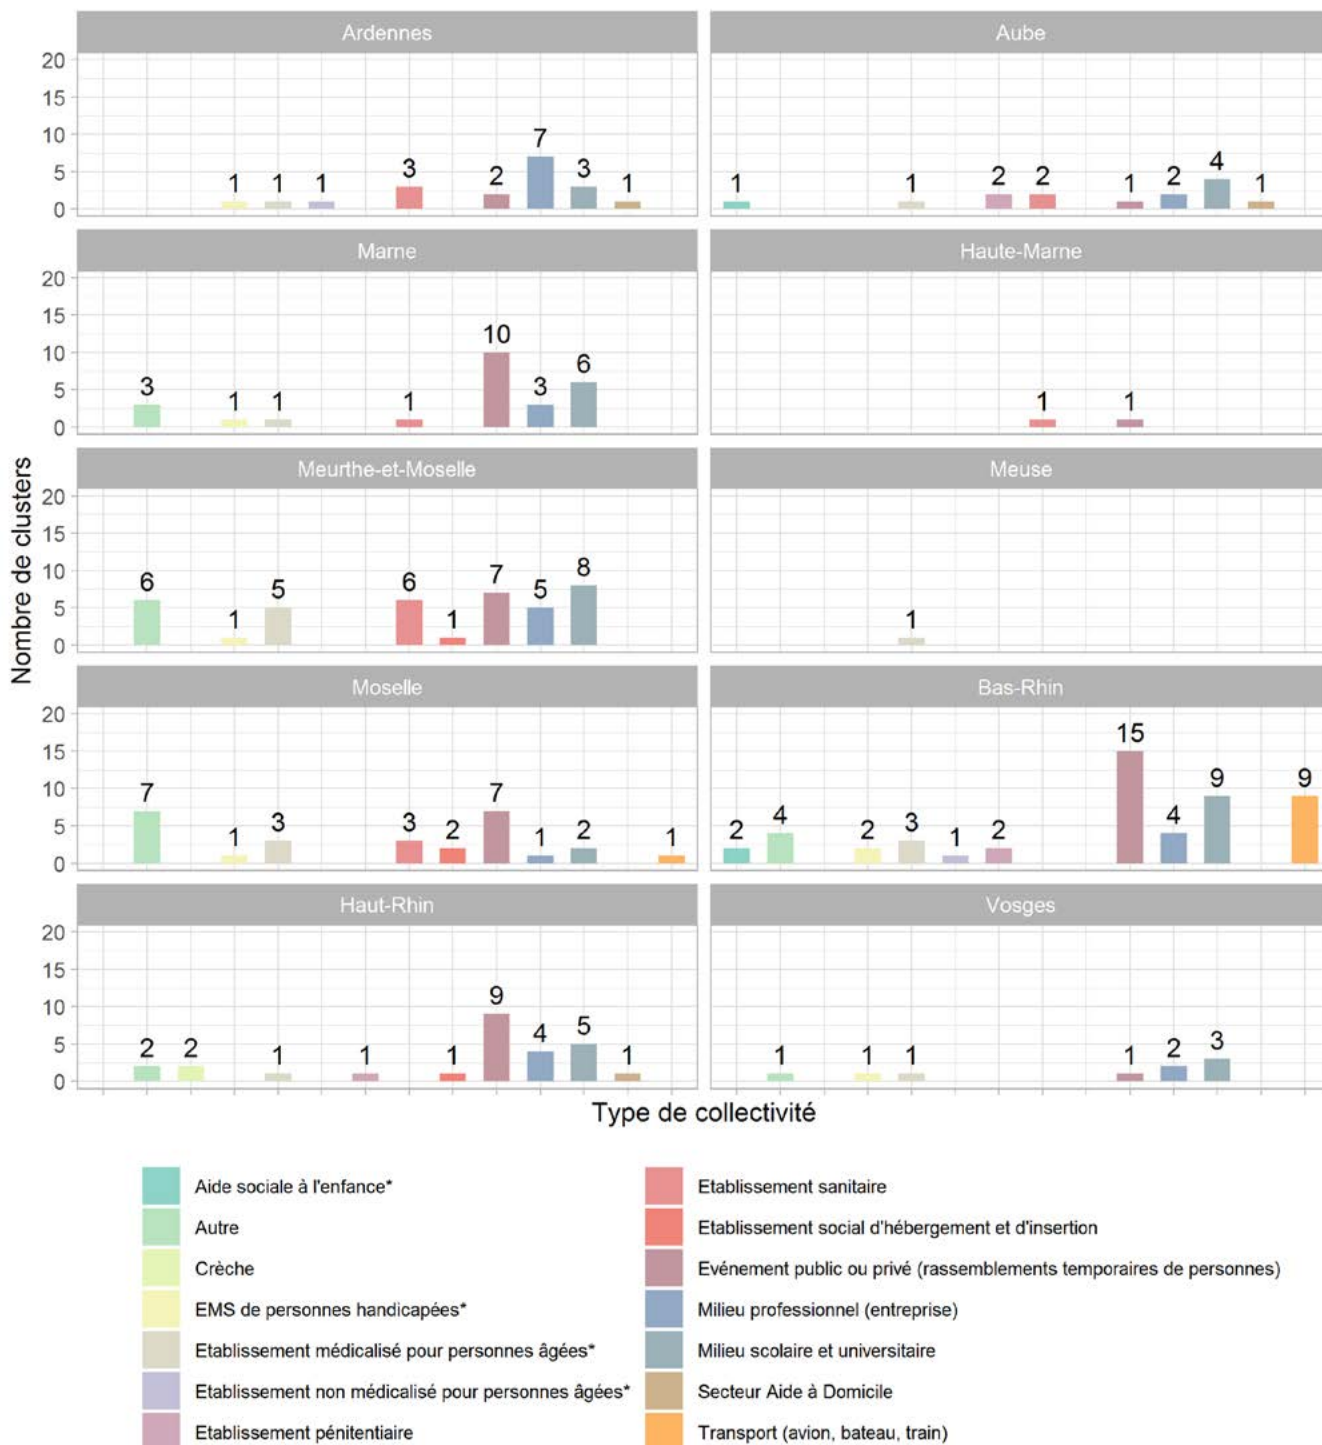 Ardennes
Aube
20
15
10
5
0
1 1 1 3 2 7 3 1
1 1 2 2 1 2 4 1
Marne
Haute-Marne
20
15
10
5
0
3 1 1 1 10 3 6
1 1
Meurthe-et-Moselle
Meuse
20
15
10
5
0
6 1 5 6 1 7 5 8
1
Moselle
Bas-Rhin
20
15
10
5
0
7 1 3 3 2 7 1 2 1
2 4 2 3 1 2 15 4 9 9
Haut-Rhin
Vosges
20
15
10
5
0
2 2 1 1 1 9 4 5 1
1 1 1 1 2 3
Nombre de clusters
Type de collectivité
Aide sociale à l'enfance*
Autre
Crèche
EMS de personnes handicapées*
Etablissement médicalisé pour personnes âgées*
Etablissement non médicalisé pour personnes âgées*
Etablissement pénitentiaire
Etablissement sanitaire
Etablissement social d'hébergement et d'insertion
Evénement public ou privé (rassemblements temporaires de personnes)
Milieu professionnel (entreprise)
Milieu scolaire et universitaire
Secteur Aide à Domicile
Transport (avion, bateau, train)